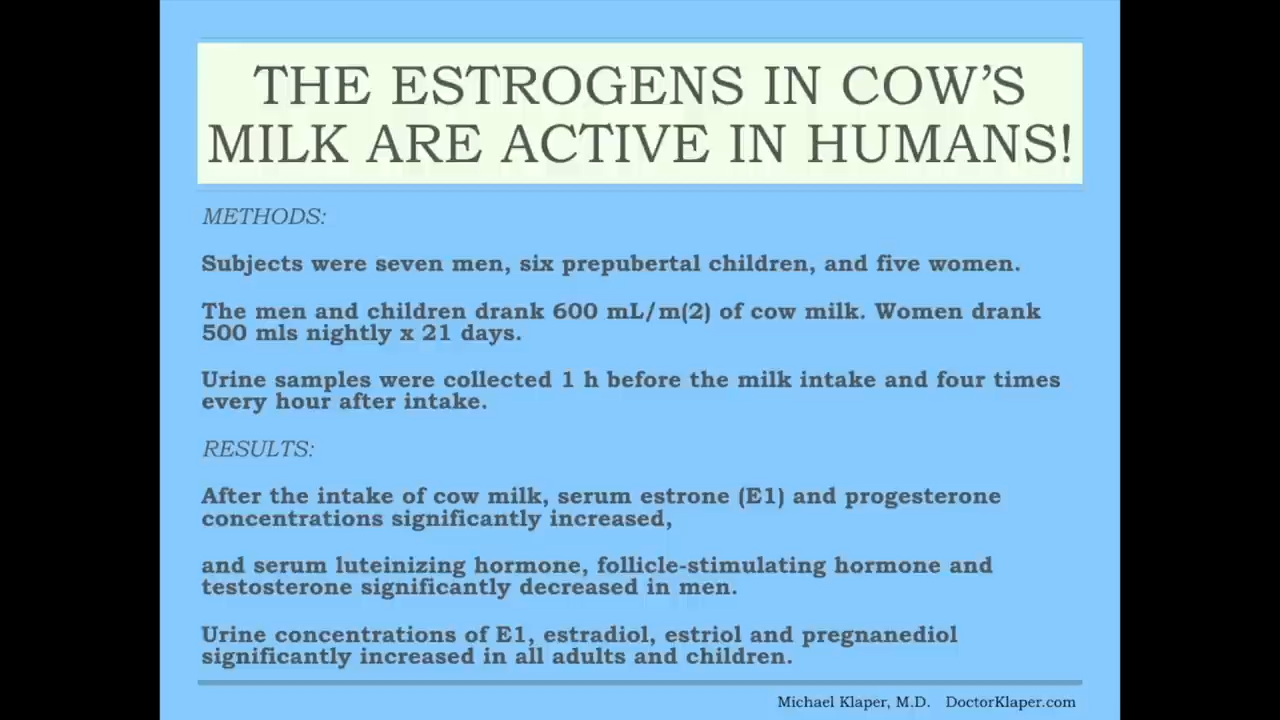 THE ESTROGENS IN COW’S
MILK ARE ACTIVE IN HUMANS!
METHODS:
Subjects were seven men, six prepubertal children, and five women.
The men and children drank 600 mL/m(2) of cow milk. Women drank
500 mls nightly x 21 days.
Urine samples were collected 1 h before the milk intake and four times
every hour after intake.
RESULTS:
After the intake of cow milk, serum estrone (E1) and progesterone
concentrations significantly increased,
and serum luteinizing hormone, follicle-stimulating hormone and
testosterone significantly decreased in men.
Urine concentrations of E1, estradiol, estriol and pregnanediol
significantly increased in all adults and children.
Michael Klaper, M.D. DoctorKlaper.com